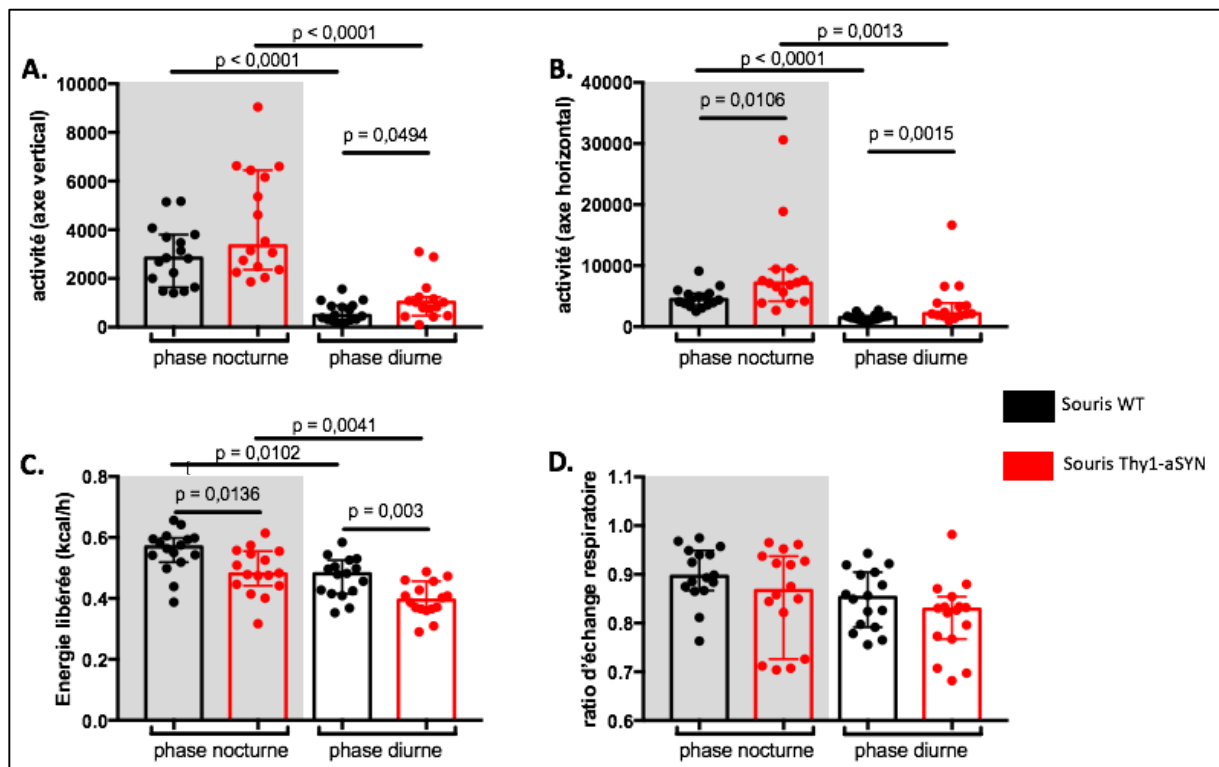 p < 0,0001
p < 0,0001
A.
activité (axe vertical)
10000
8000
6000
4000
2000
0
p = 0,0494
phase nocturne
phase diurne
p = 0,0013
p < 0,0001
B.
activité (axe horizontal)
40000
30000
20000
10000
0
p = 0,0106
p = 0,0015
phase nocturne
phase diurne
Souris WT
Souris Thy1-aSYN
p = 0,0041
p = 0,0102
C.
Energie libérée (kcal/h)
0.8
0.6
0.4
0.2
0.0
p = 0,0136
p = 0,003
phase nocturne
phase diurne
D.
ratio d'échange respiratoire
1.1
1.0
0.9
0.8
0.7
0.6
phase nocturne
phase diurne